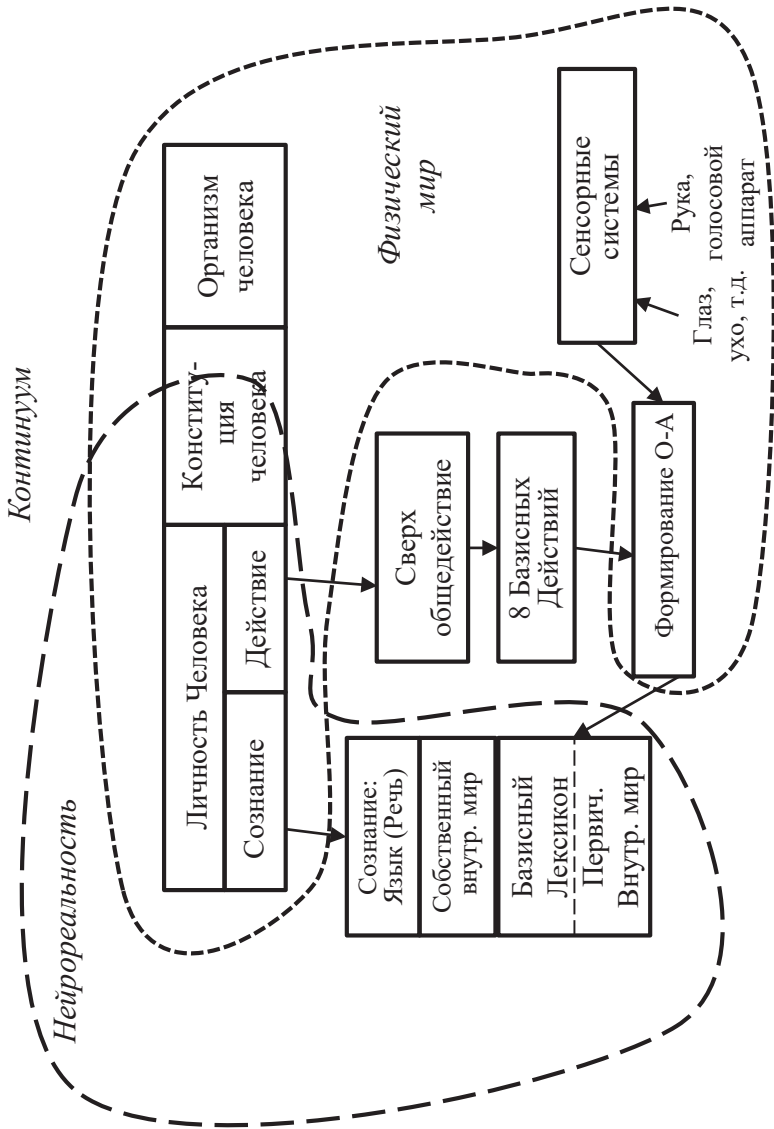 Континуум
Нейрореальность
Физический
мир
Личность Человека
Сознание
Действие
Конститу-
ция
человека
Организм
человека
Сознание:
Язык (Речь)
Собственный
внутр. мир
Базисный
Лексикон
Первич.
Внутр. мир
Сверх
общедействие
8 Базисных
Действий
Формирование О-А
Сенсорные
системы
Глаз,
ухо, т.д.
Рука,
голосовой
аппарат